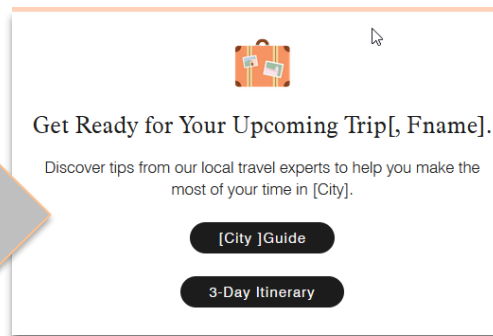 Get Ready for Your Upcoming Trip[, Fname].
Discover tips from our local travel experts to help you make the
most of your time in [City].
[City ]Guide
3-Day Itinerary